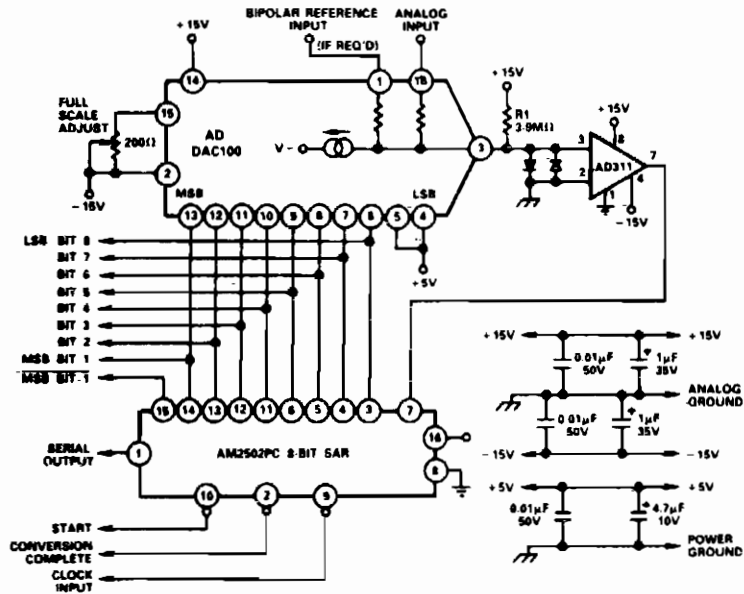 BIPOLAR REFERENCE INPUT
(IF REQ'D)
ANALOG INPUT
+15V
+15V
14
1
18
FULL SCALE ADJUST
200Ω
15
2
-15V
AD DAC100
V-
3
R1
3-9MΩ
+15V
3
2
8
AD311
7
4
1
-15V
MSB
LSB
13
12
11
10
9
8
7
6
5
4
+5V
LSB BIT 8
BIT 7
BIT 6
BIT 5
BIT 4
BIT 3
BIT 2
MSB BIT 1
MSB BIT-1
15
14
13
12
11
6
5
4
3
7
16
8
SERIAL OUTPUT
1
AM2502PC 8-BIT SAR
10
2
9
START
CONVERSION COMPLETE
CLOCK INPUT
+15V
+15V
0.01μF 50V
1μF 35V
ANALOG GROUND
0.01μF 50V
1μF 35V
-15V
-15V
+5V
+5V
0.01μF 50V
4.7μF 10V
POWER GROUND